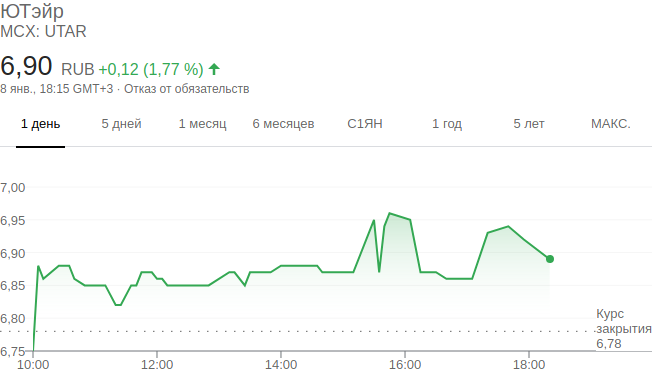 ЮТэйр
MCX: UTAR
6,90 RUB +0,12 (1,77 %)
8 янв., 18:15 GMT+3 · Отказ от обязательств
1 день 5 дней 1 месяц 6 месяцев С1ЯН 1 год 5 лет МАКС.
7,00
6,95
6,90
6,85
6,80
6,75
Курс
закрытия
6,78
10:00 12:00 14:00 16:00 18:00